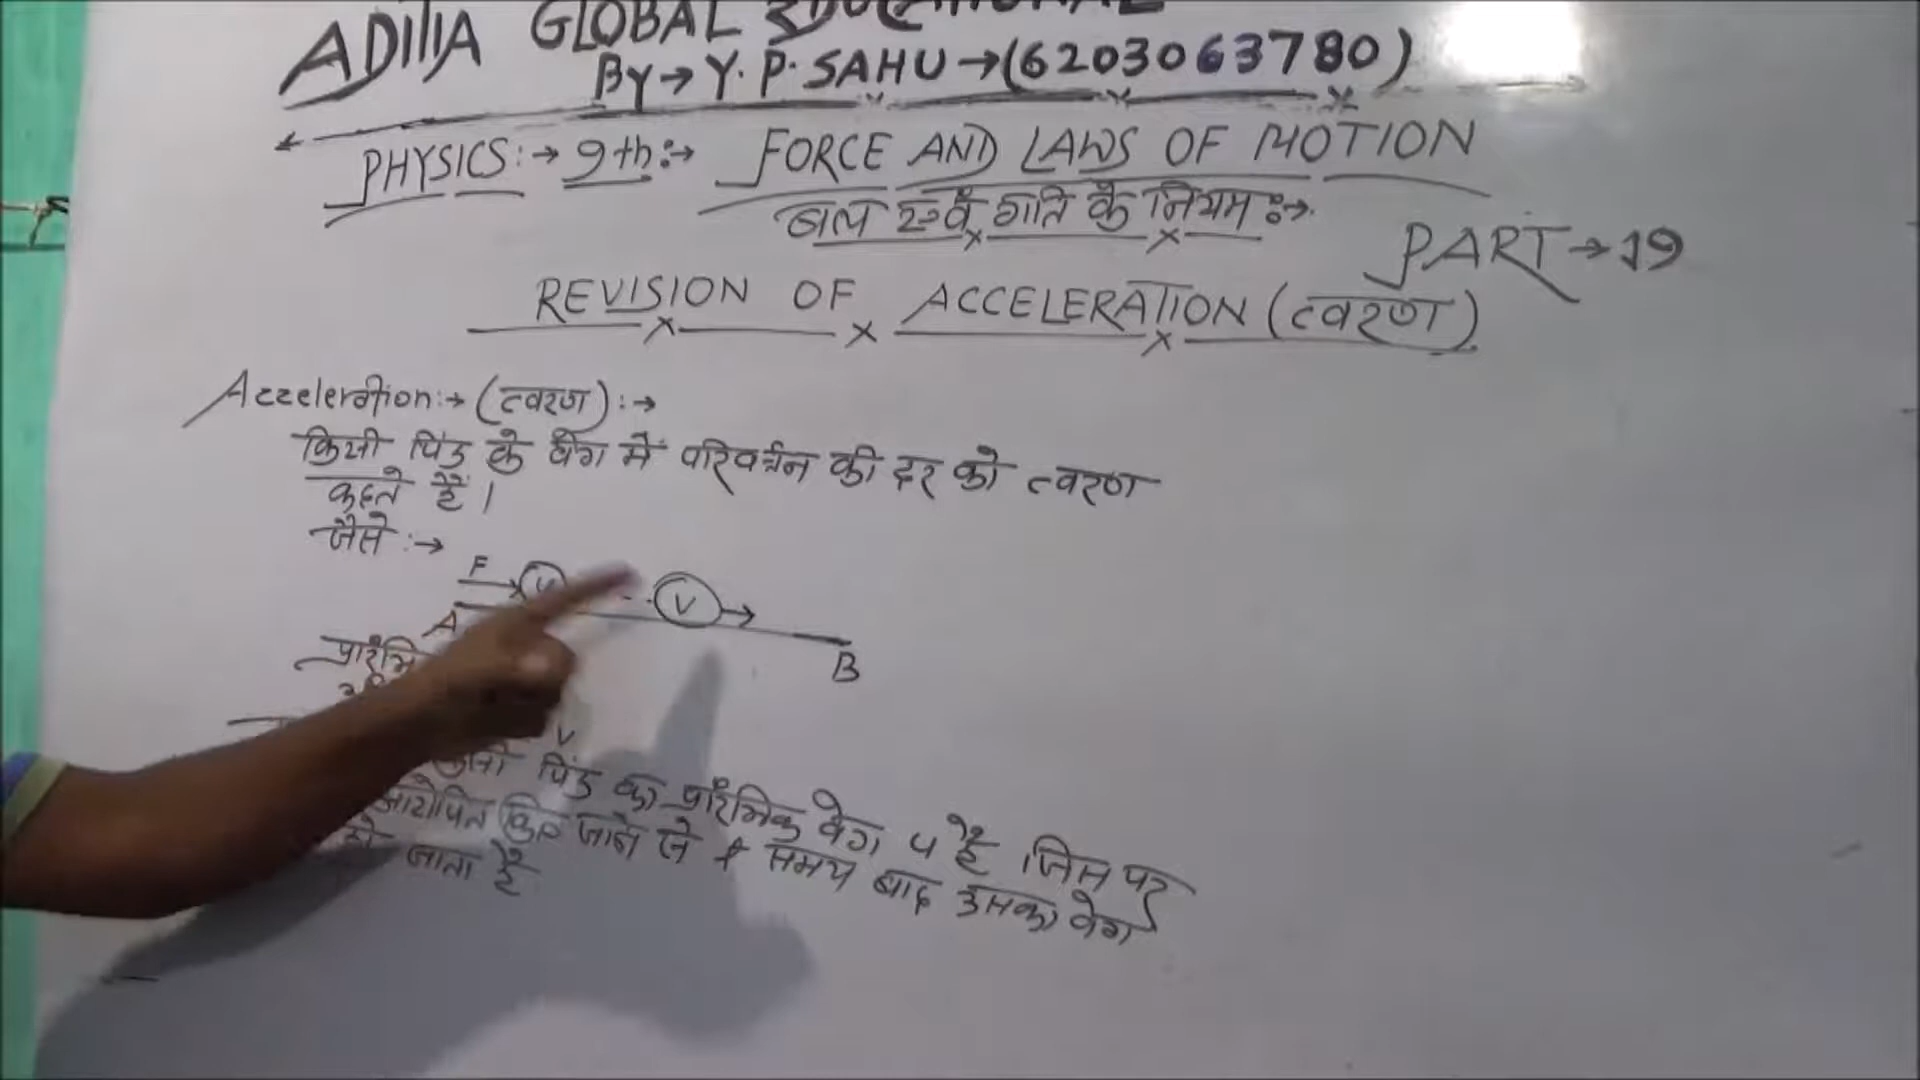 ADITYA GLOBAL EDUCATIONAL
By → Y. P. SAHU → (6203063780)
PHYSICS :→ 9th :→ FORCE AND LAWS OF MOTION
बल एवं गति के नियम :→
PART → 19
REVISION OF ACCELERATION (त्वरण)
Acceleration :→ (त्वरण) :→
किसी पिंड के वेग में परिवर्तन की दर को त्वरण
कहते हैं।
जैसे :→
F u V
A
B
V
पिंड का प्रारंभिक वेग u है जिस पर
आरोपित किए जाने से t समय बाद उसका वेग
हो जाता है